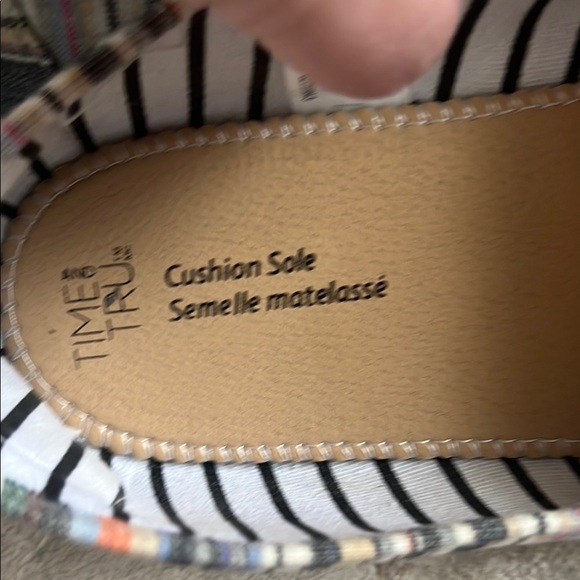 TIME and TRU
Cushion Sole
Semelle matelassé